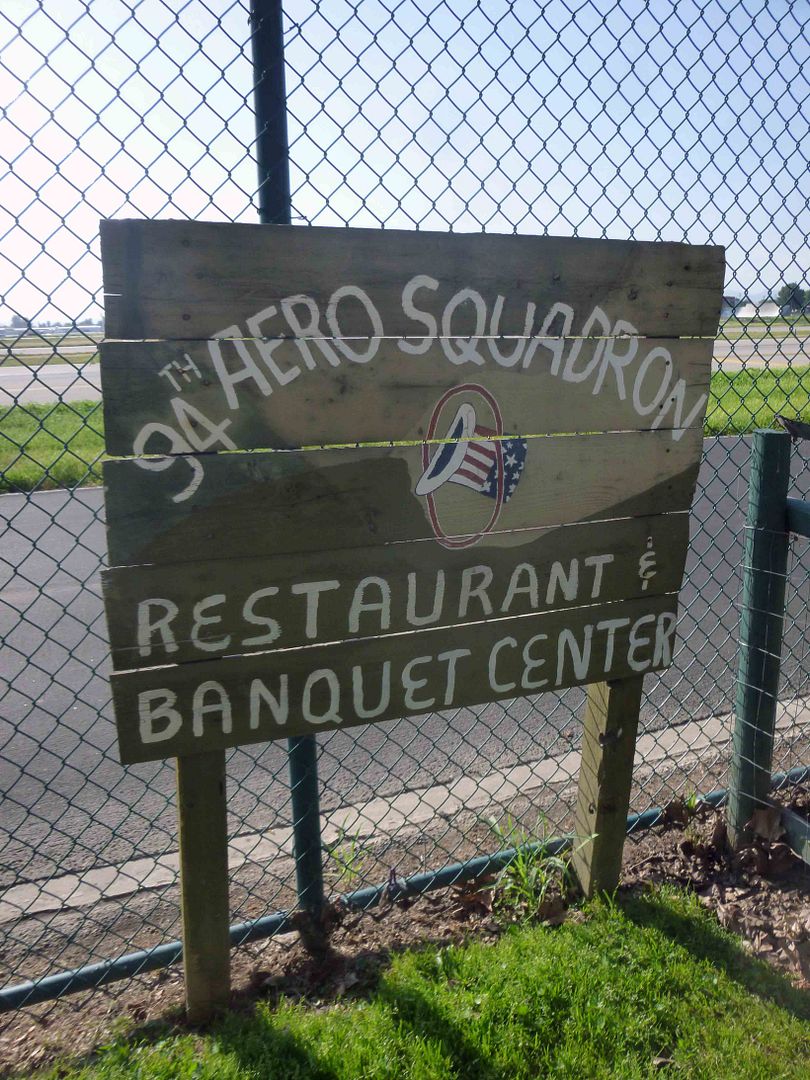 94TH AERO SQUADRON
RESTAURANT &
BANQUET CENTER